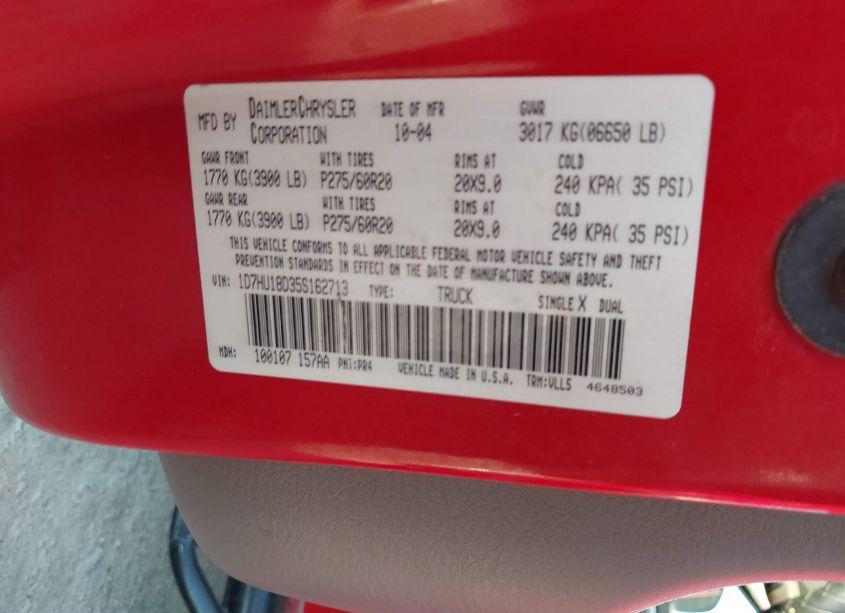 MFD BY DAIMLERCHRYSLER CORPORATION DATE OF MFR 10-04 GVWR 3017 KG(06650 LB)
GAWR FRONT WITH TIRES RIMS AT COLD
1770 KG(3900 LB) P275/60R20 20X9.0 240 KPA( 35 PSI)
GAWR REAR WITH TIRES RIMS AT COLD
1770 KG(3900 LB) P275/60R20 20X9.0 240 KPA( 35 PSI)
THIS VEHICLE CONFORMS TO ALL APPLICABLE FEDERAL MOTOR VEHICLE SAFETY AND THEFT
PREVENTION STANDARDS IN EFFECT ON THE DATE OF MANUFACTURE SHOWN ABOVE.
VIN: 1D7HU18D35S162713 TYPE: TRUCK SINGLE X DUAL
MDH: 100107 157AA PNT:PR4 VEHICLE MADE IN U.S.A. TRM:VLL5 4648503